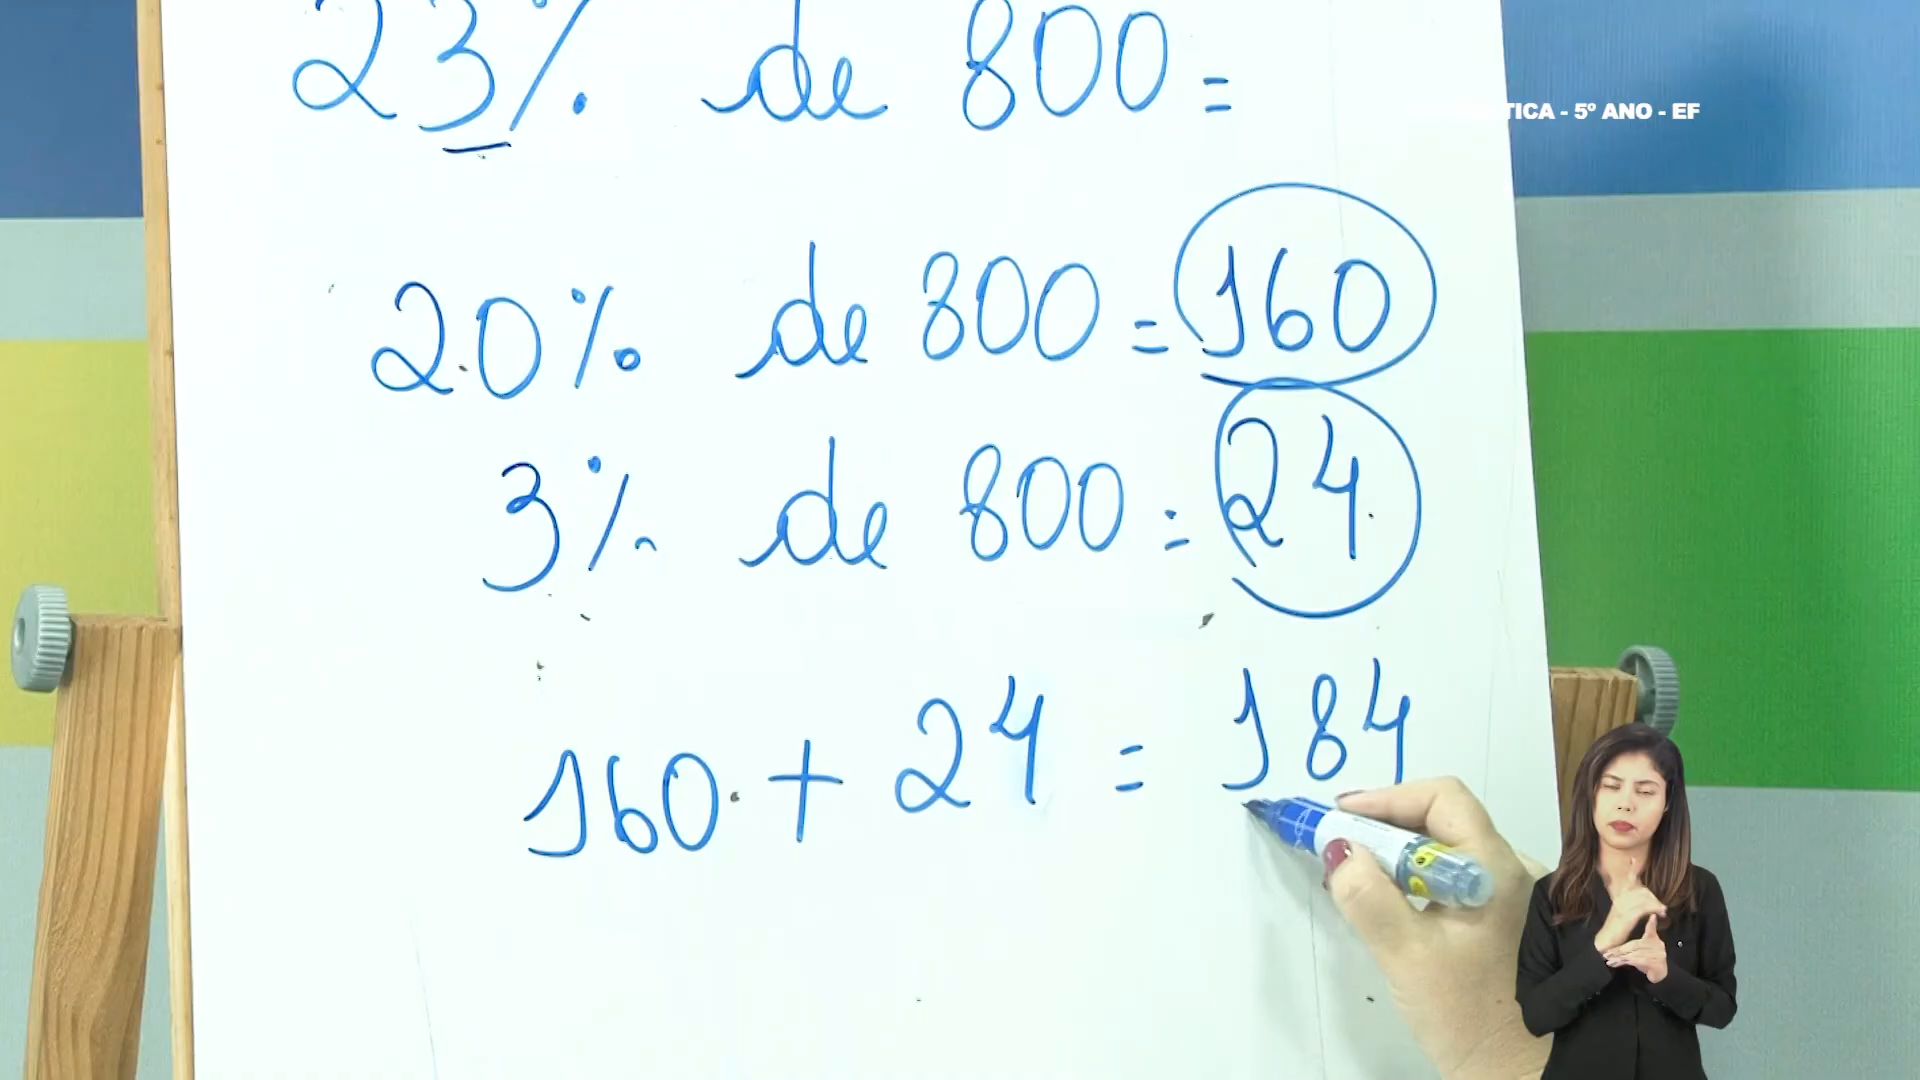 23% de 800 =
TICA - 5º ANO - EF
20% de 800 = 160
3% de 800 = 24
160 + 24 = 184